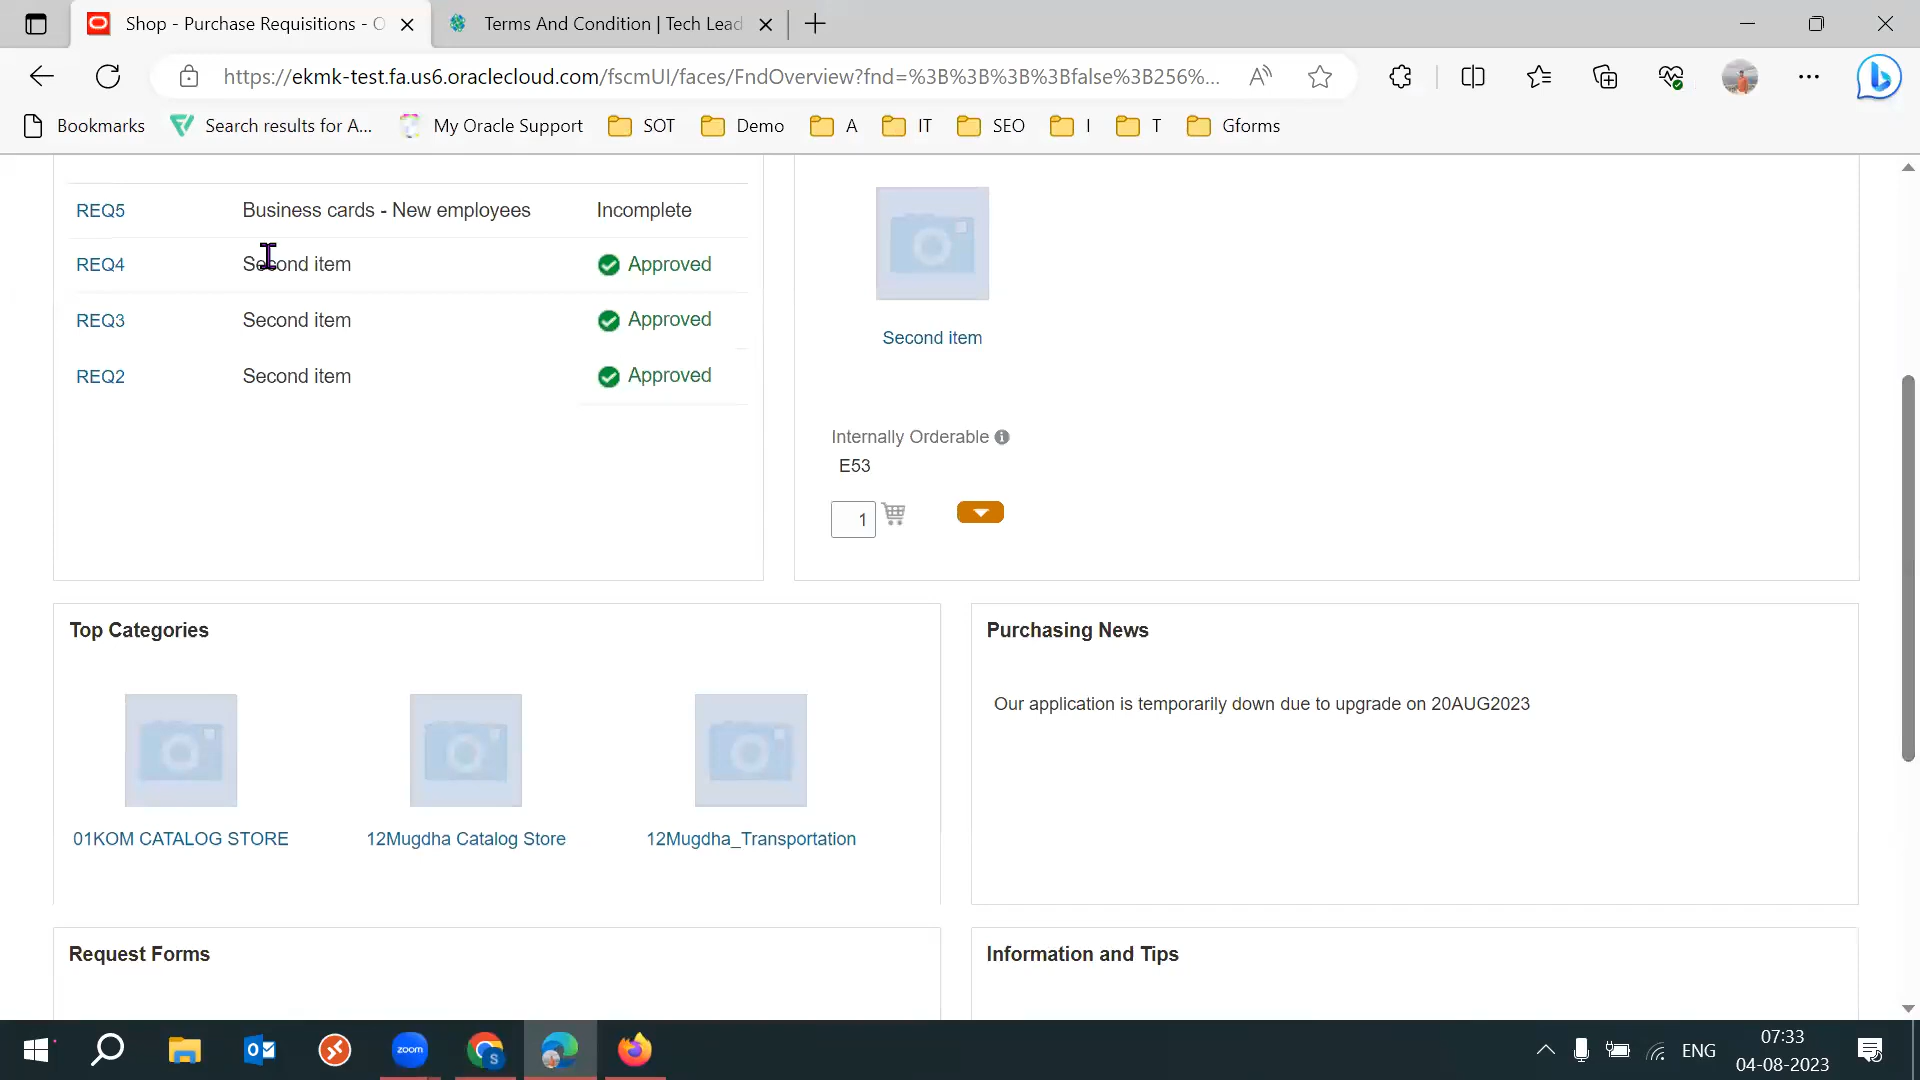 Shop - Purchase Requisitions - O
Terms And Condition | Tech Lead
https://ekmk-test.fa.us6.oraclecloud.com/fscmUI/faces/FndOverview?fnd=%3B%3B%3B%3Bfalse%3B256%...
Bookmarks
Search results for A...
My Oracle Support
SOT
Demo
A
IT
SEO
I
T
Gforms
REQ5 Business cards - New employees Incomplete
REQ4 Second item Approved
REQ3 Second item Approved
REQ2 Second item Approved
Second item
Internally Orderable
E53
1
Top Categories
01KOM CATALOG STORE
12Mugdha Catalog Store
12Mugdha_Transportation
Purchasing News
Our application is temporarily down due to upgrade on 20AUG2023
Request Forms
Information and Tips
zoom
S
ENG
07:33
04-08-2023